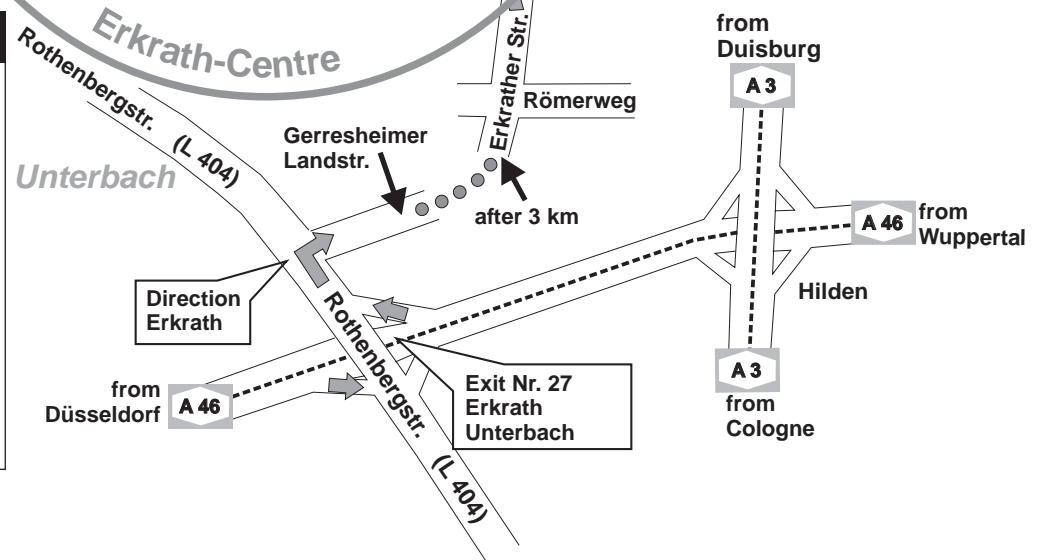 Erkrath-Centre
Rothenbergstr. (L 404)
Unterbach
Gerresheimer
Landstr.
Erkrather Str.
Römerweg
after 3 km
from
Duisburg
A 3
A 46
from
Wuppertal
Hilden
A 3
from
Cologne
Direction
Erkrath
Rothenbergstr. (L 404)
Exit Nr. 27
Erkrath
Unterbach
from
Düsseldorf
A 46